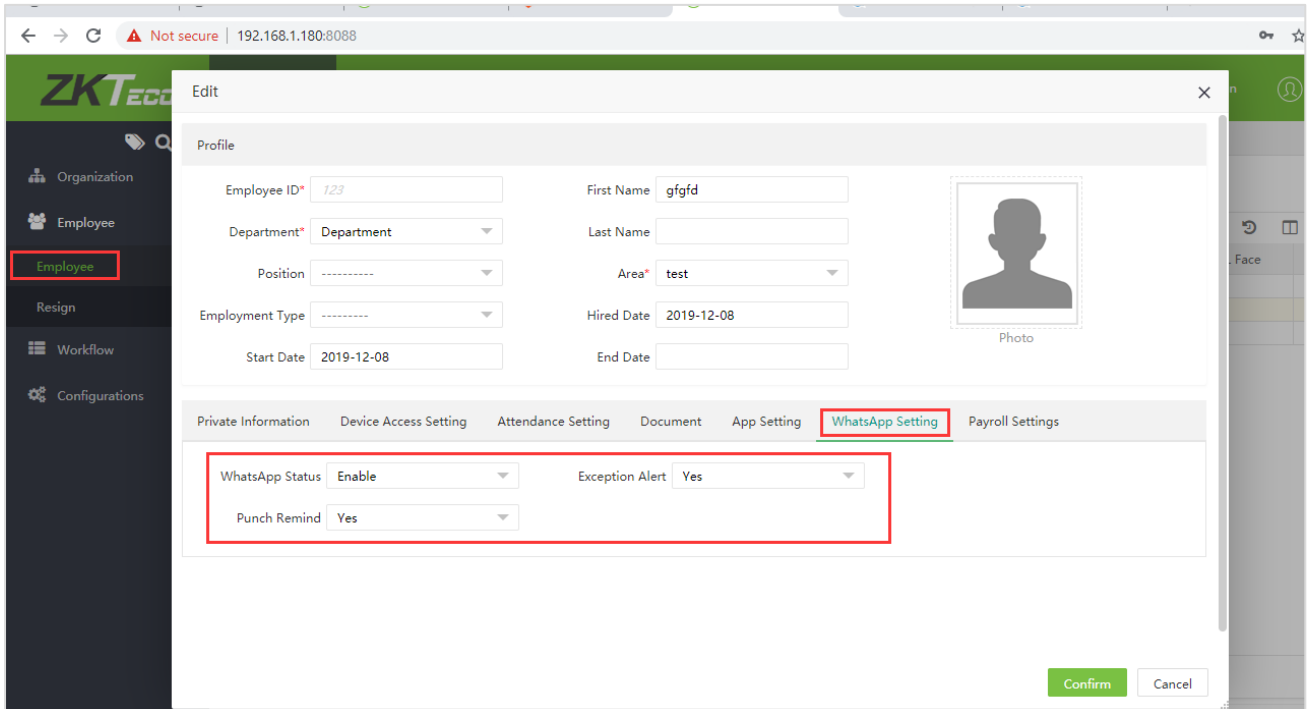 Not secure | 192.168.1.180:8088
ZKTeco
Edit
n
Profile
Organization
Employee ID* 123
First Name gfgfd
Employee
Department* Department
Last Name
Employee
Position ----------
Area* test
. Face
Resign
Employment Type ---------
Hired Date 2019-12-08
Photo
Workflow
Start Date 2019-12-08
End Date
Configurations
Private Information Device Access Setting Attendance Setting Document App Setting WhatsApp Setting Payroll Settings
WhatsApp Status Enable
Exception Alert Yes
Punch Remind Yes
Confirm Cancel